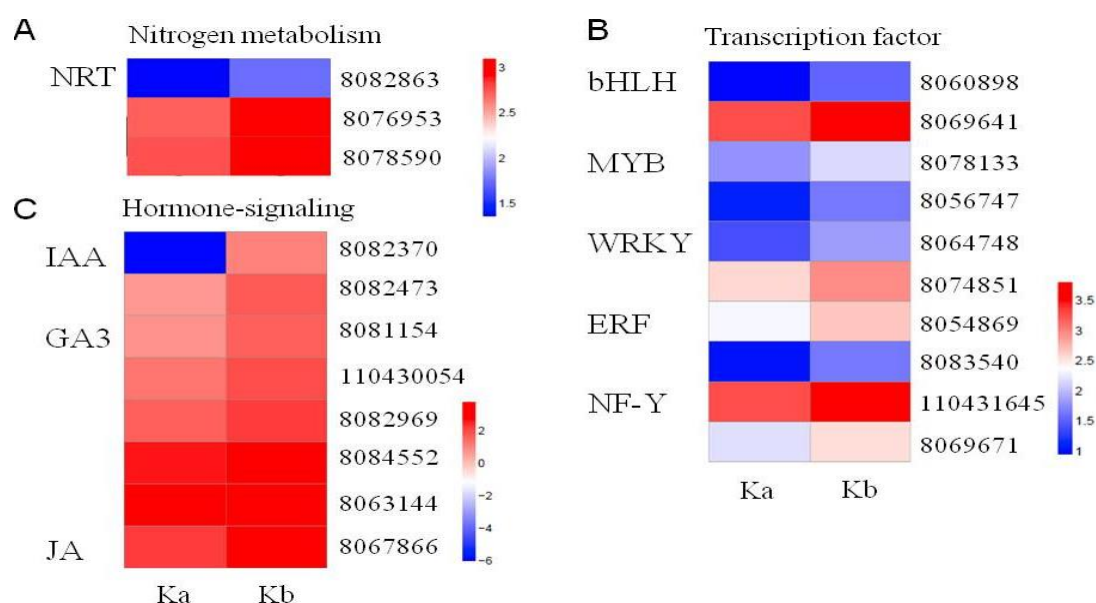 A
Nitrogen metabolism
NRT
8082863
8076953
8078590
3
2.5
2
1.5
B
Transcription factor
bHLH
8060898
8069641
MYB
8078133
8056747
WRKY
8064748
8074851
ERF
8054869
8083540
NF-Y
110431645
8069671
Ka
Kb
3.5
3
2.5
2
1.5
1
C
Hormone-signaling
IAA
8082370
8082473
GA3
8081154
110430054
8082969
8084552
8063144
JA
8067866
Ka
Kb
2
0
−2
−4
−6